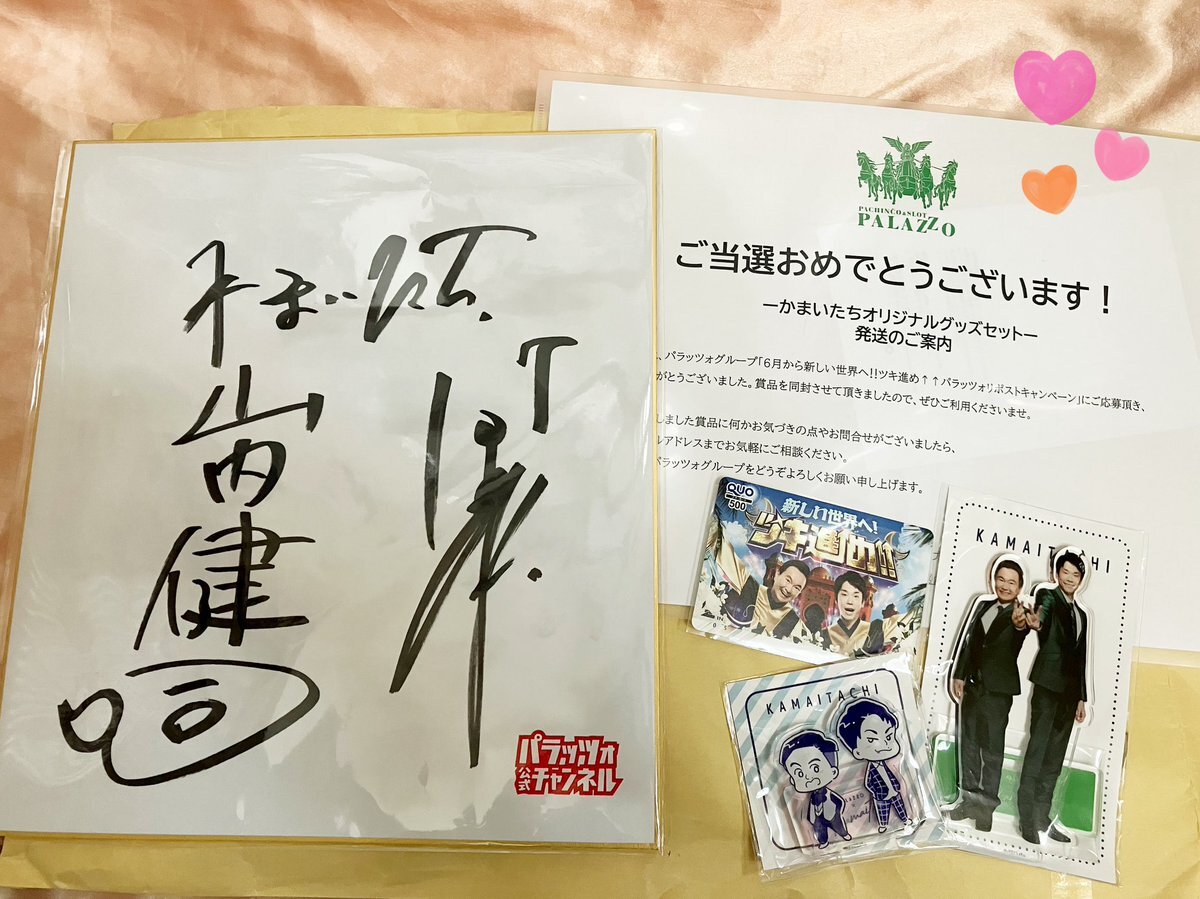 山内健司
パラッツォ
公式
チャンネル
PACHINCO&SLOT
PALAZZO
ご当選おめでとうございます！
ーかまいたちオリジナルグッズセットー
発送のご案内
、パラッツォグループ「6月から新しい世界へ!!ツキ進め↑↑パラッツォリポストキャンペーン」にご応募頂き、
がとうございました。賞品を同封させて頂きましたので、ぜひご利用くださいませ。
しました賞品に何かお気づきの点やお問合せがございましたら、
ルアドレスまでお気軽にご相談ください。
パラッツォグループをどうぞよろしくお願い申し上げます。
QUO
500
新しい世界へ!
ツキ進め!!
KAMAITACHI
KAMAITACHI